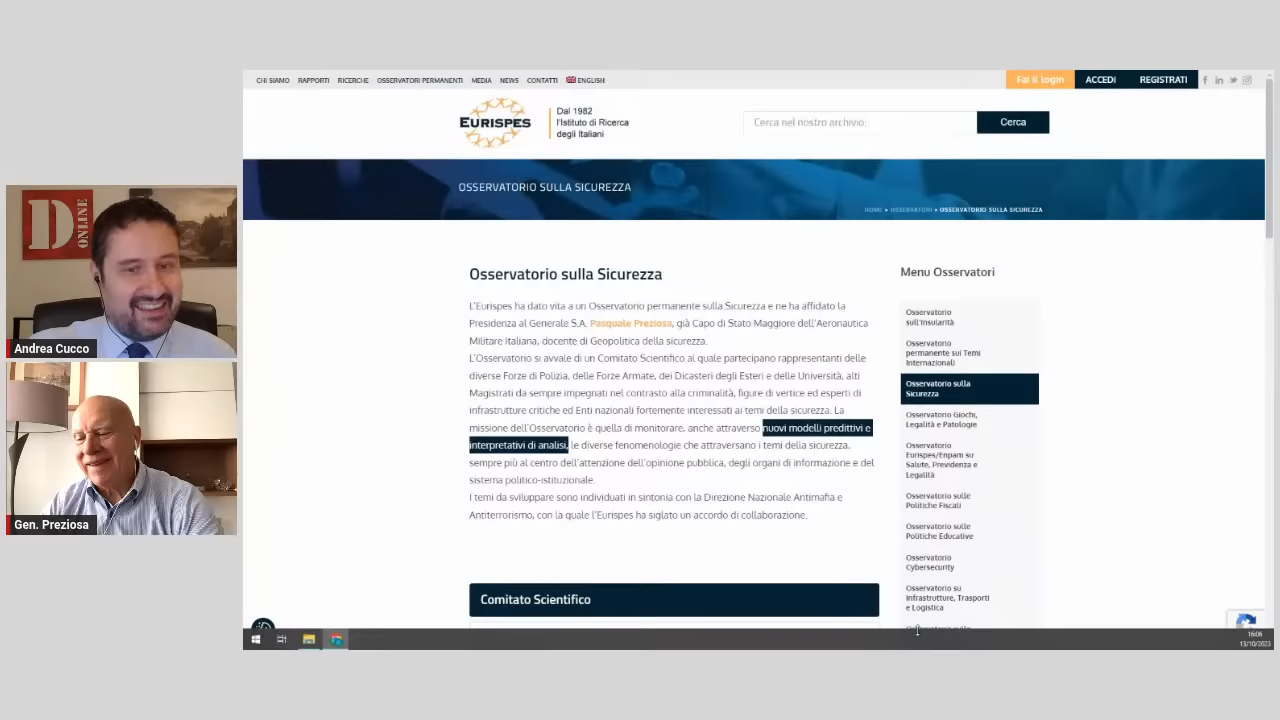 CHI SIAMO RAPPORTI RICERCHE OSSERVATORI PERMANENTI MEDIA NEWS CONTATTI ENGLISH
Fai il login ACCEDI REGISTRATI
EURISPES
Dal 1982
l'Istituto di Ricerca
degli Italiani
Cerca nel nostro archivio:
Cerca
OSSERVATORIO SULLA SICUREZZA
HOME » OSSERVATORI » OSSERVATORIO SULLA SICUREZZA
D
ONLINE
Andrea Cucco
Gen. Preziosa
Osservatorio sulla Sicurezza
L'Eurispes ha dato vita a un Osservatorio permanente sulla Sicurezza e ne ha affidato la
Presidenza al Generale S.A. Pasquale Preziosa, già Capo di Stato Maggiore dell'Aeronautica
Militare Italiana, docente di Geopolitica della sicurezza.
L'Osservatorio si avvale di un Comitato Scientifico al quale partecipano rappresentanti delle
diverse Forze di Polizia, delle Forze Armate, dei Dicasteri degli Esteri e delle Università, alti
Magistrati da sempre impegnati nel contrasto alla criminalità, figure di vertice ed esperti di
infrastrutture critiche ed Enti nazionali fortemente interessati ai temi della sicurezza. La
missione dell'Osservatorio è quella di monitorare, anche attraverso nuovi modelli predittivi e
interpretativi di analisi, le diverse fenomenologie che attraversano i temi della sicurezza,
sempre più al centro dell'attenzione dell'opinione pubblica, degli organi di informazione e del
sistema politico-istituzionale.
I temi da sviluppare sono individuati in sintonia con la Direzione Nazionale Antimafia e
Antiterrorismo, con la quale l'Eurispes ha siglato un accordo di collaborazione.
Comitato Scientifico
Menu Osservatori
Osservatorio
sull'Insularità
Osservatorio
permanente sui Temi
Internazionali
Osservatorio sulla
Sicurezza
Osservatorio Giochi,
Legalità e Patologie
Osservatorio
Eurispes/Enpam su
Salute, Previdenza e
Legalità
Osservatorio sulle
Politiche Fiscali
Osservatorio sulle
Politiche Educative
Osservatorio
Cybersecurity
Osservatorio su
Infrastrutture, Trasporti
e Logistica
16:06
13/10/2023